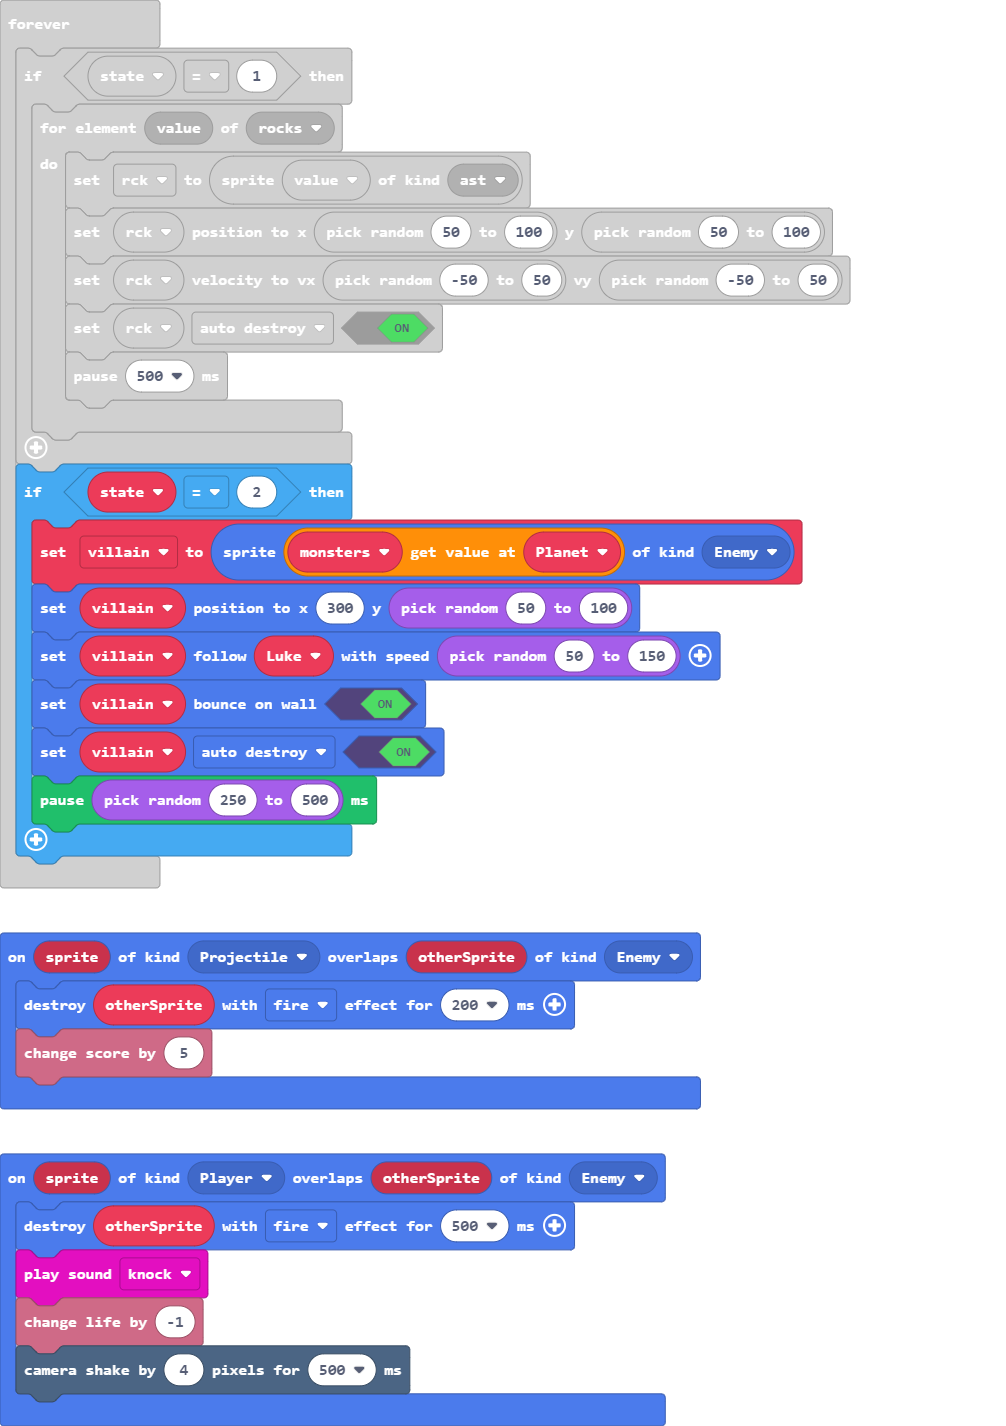 forever
if state = 1 then
for element value of rocks
do
set rck to sprite value of kind ast
set rck position to x pick random 50 to 100 y pick random 50 to 100
set rck velocity to vx pick random -50 to 50 vy pick random -50 to 50
set rck auto destroy ON
pause 500 ms
if state = 2 then
set villain to sprite monsters get value at Planet of kind Enemy
set villain position to x 300 y pick random 50 to 100
set villain follow Luke with speed pick random 50 to 150
set villain bounce on wall ON
set villain auto destroy ON
pause pick random 250 to 500 ms
on sprite of kind Projectile overlaps otherSprite of kind Enemy
destroy otherSprite with fire effect for 200 ms
change score by 5
on sprite of kind Player overlaps otherSprite of kind Enemy
destroy otherSprite with fire effect for 500 ms
play sound knock
change life by -1
camera shake by 4 pixels for 500 ms